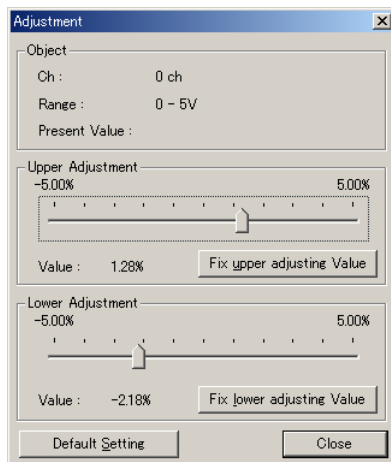 Adjustment
Object
Ch : 0 ch
Range : 0 - 5V
Present Value :
Upper Adjustment
-5.00% 5.00%
Value : 1.28% Fix upper adjusting Value
Lower Adjustment
-5.00% 5.00%
Value : -2.18% Fix lower adjusting Value
Default Setting Close